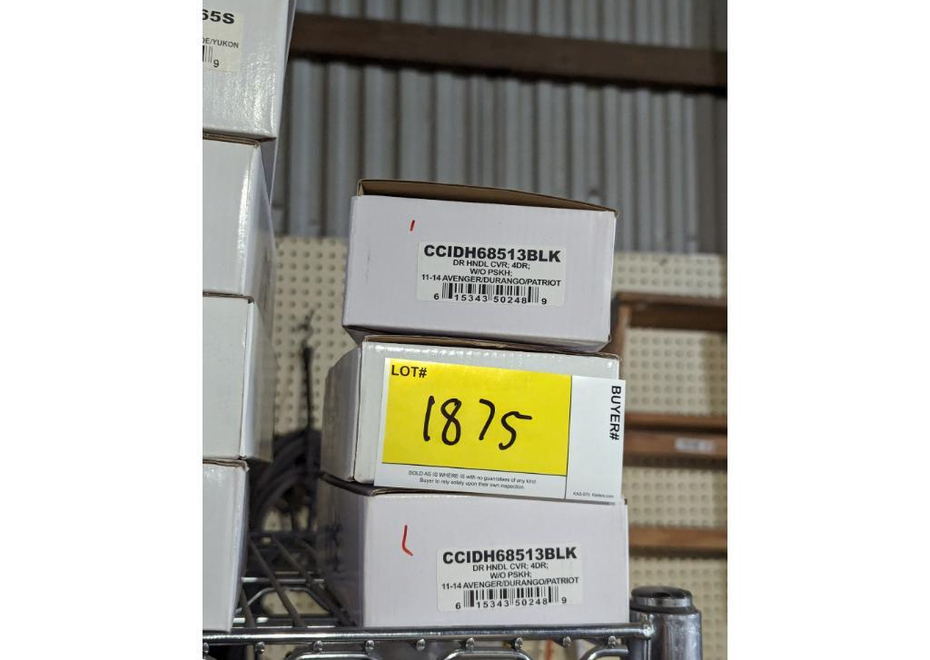 65S
DE/YUKON
9
CCIDH68513BLK
DR HNDL CVR; 4DR;
W/O PSKH;
11-14 AVENGER/DURANGO/PATRIOT
6 15343 50248 9
LOT#
1875
BUYER#
SOLD AS IS WHERE IS with no guarantees of any kind
Buyer to rely solely upon their own inspection.
CCIDH68513BLK
DR HNDL CVR; 4DR;
W/O PSKH;
11-14 AVENGER/DURANGO/PATRIOT
6 15343 50248 9